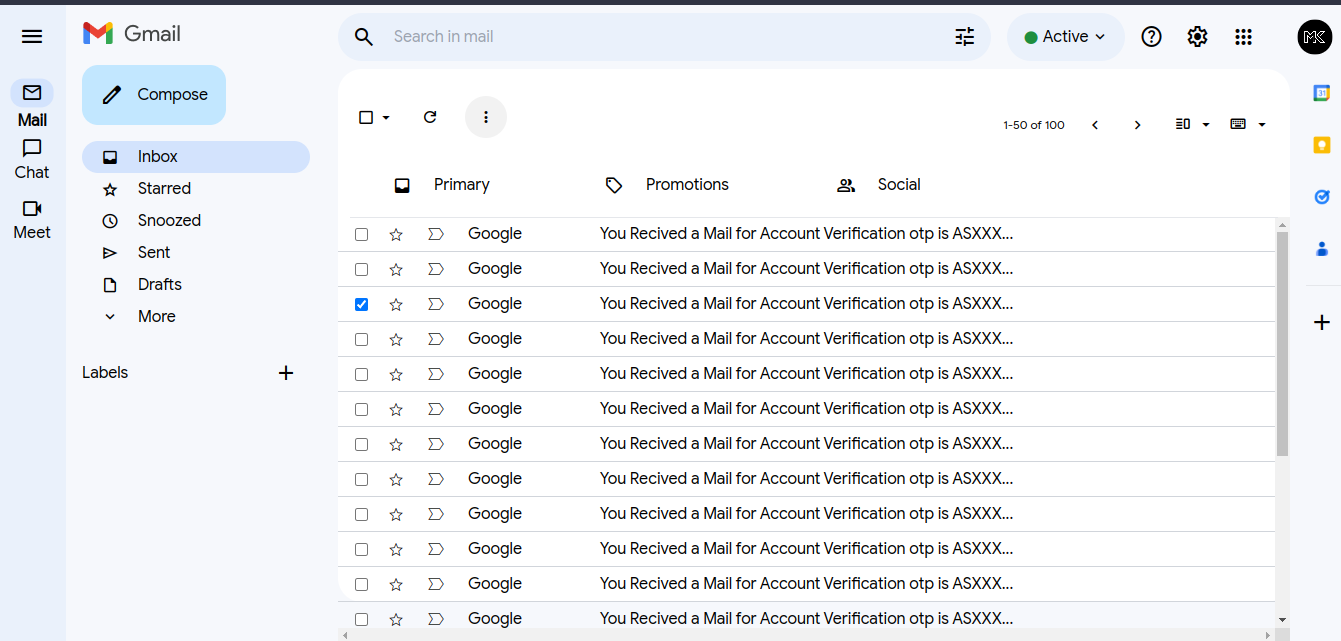 Gmail
Search in mail
Active
MK
Compose
Mail
Chat
Meet
Inbox
Starred
Snoozed
Sent
Drafts
More
Labels
1-50 of 100
31
Primary Promotions Social
Google You Recived a Mail for Account Verification otp is ASXXX...
Google You Recived a Mail for Account Verification otp is ASXXX...
Google You Recived a Mail for Account Verification otp is ASXXX...
Google You Recived a Mail for Account Verification otp is ASXXX...
Google You Recived a Mail for Account Verification otp is ASXXX...
Google You Recived a Mail for Account Verification otp is ASXXX...
Google You Recived a Mail for Account Verification otp is ASXXX...
Google You Recived a Mail for Account Verification otp is ASXXX...
Google You Recived a Mail for Account Verification otp is ASXXX...
Google You Recived a Mail for Account Verification otp is ASXXX...
Google You Recived a Mail for Account Verification otp is ASXXX...
Google You Recived a Mail for Account Verification otp is ASXXX...